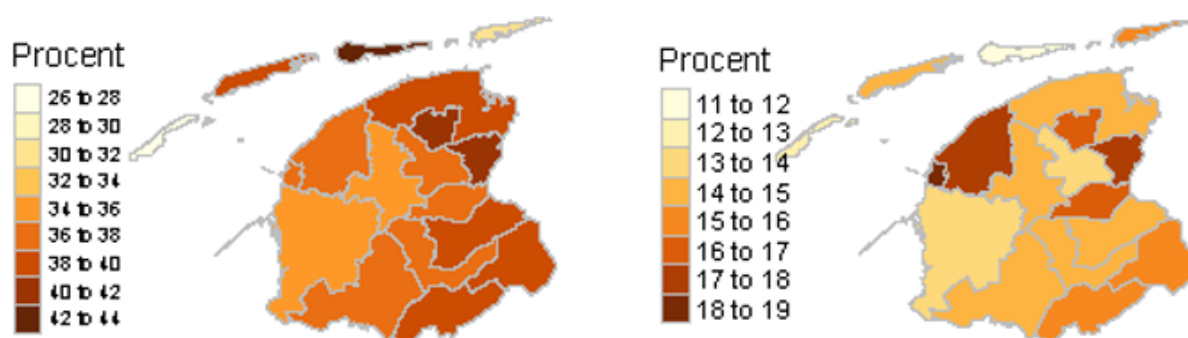 Procent
26 to 28
28 to 30
30 to 32
32 to 34
34 to 36
36 to 38
38 to 40
40 to 42
42 to 44
Procent
11 to 12
12 to 13
13 to 14
14 to 15
15 to 16
16 to 17
17 to 18
18 to 19